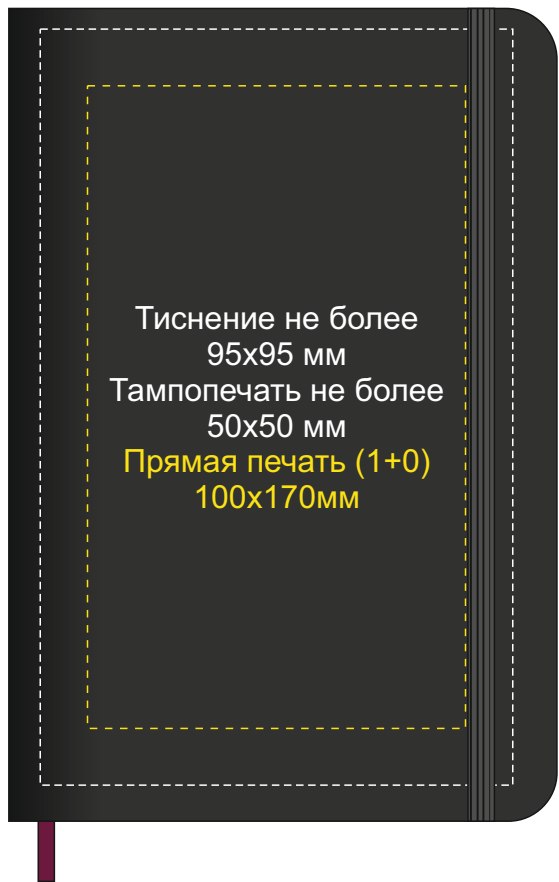 Тиснение не более
95х95 мм
Тампопечать не более
50х50 мм
Прямая печать (1+0)
100х170мм